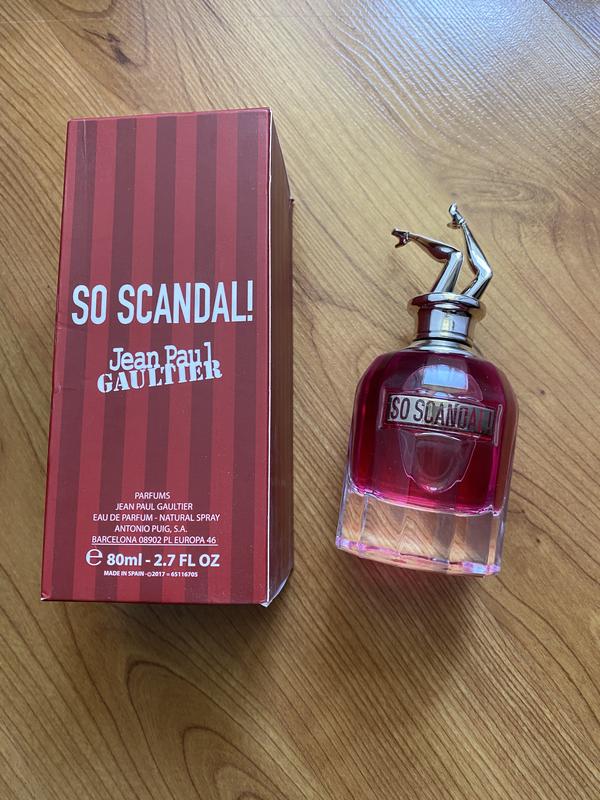 SO SCANDAL!
Jean Paul
GAULTIER
PARFUMS
JEAN PAUL GAULTIER
EAU DE PARFUM - NATURAL SPRAY
ANTONIO PUIG, S.A.
BARCELONA 08902 PL EUROPA 46
℮ 80ml - 2.7 FL OZ
MADE IN SPAIN -©2017 = 65116705
SO SCANDAL!